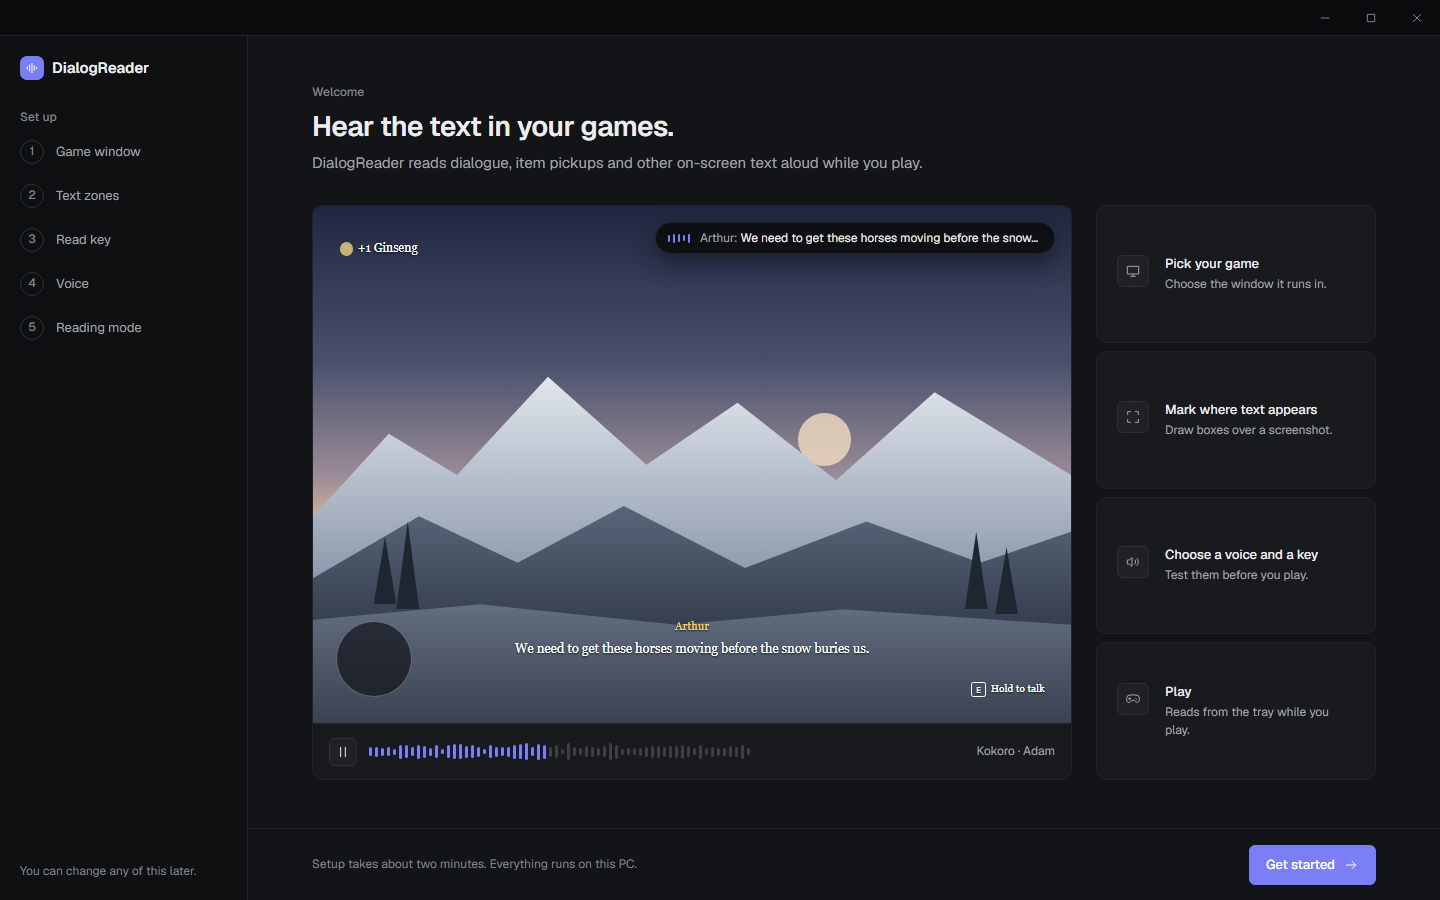 DialogReader
Set up
1 Game window
2 Text zones
3 Read key
4 Voice
5 Reading mode
You can change any of this later.
Welcome
Hear the text in your games.
DialogReader reads dialogue, item pickups and other on-screen text aloud while you play.
+1 Ginseng
Arthur: We need to get these horses moving before the snow...
Arthur
We need to get these horses moving before the snow buries us.
E Hold to talk
Kokoro · Adam
Pick your game
Choose the window it runs in.
Mark where text appears
Draw boxes over a screenshot.
Choose a voice and a key
Test them before you play.
Play
Reads from the tray while you
play.
Setup takes about two minutes. Everything runs on this PC.
Get started